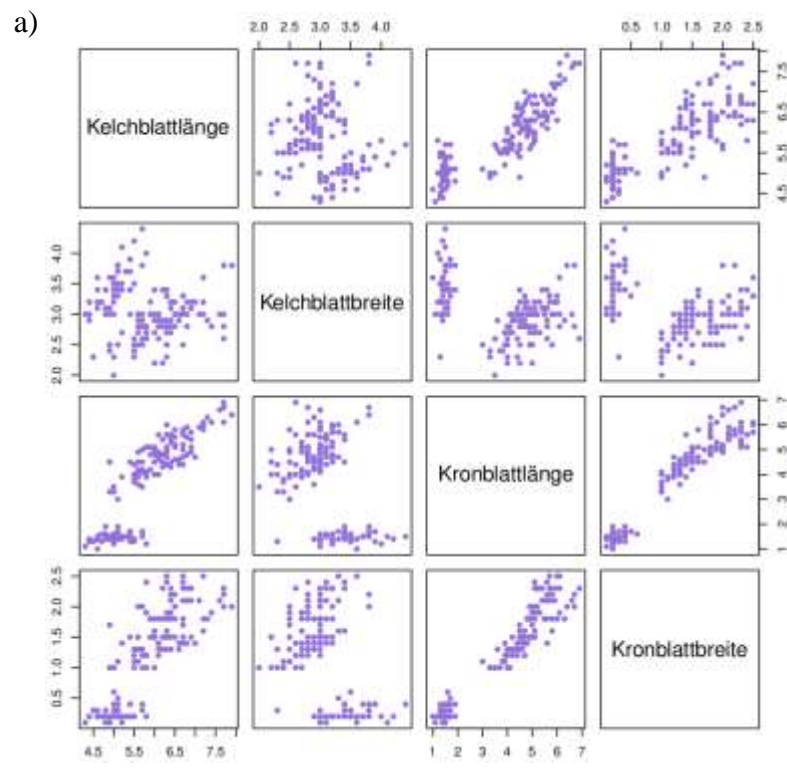 a)
2.0 2.5 3.0 3.5 4.0
0.5 1.0 1.5 2.0 2.5
Kelchblattlänge
4.5 5.5 6.5 7.5
2.0 2.5 3.0 3.5 4.0
Kelchblattbreite
Kronblattlänge
1 2 3 4 5 6 7
0.5 1.0 1.5 2.0 2.5
Kronblattbreite
4.5 5.5 6.5 7.5
1 2 3 4 5 6 7